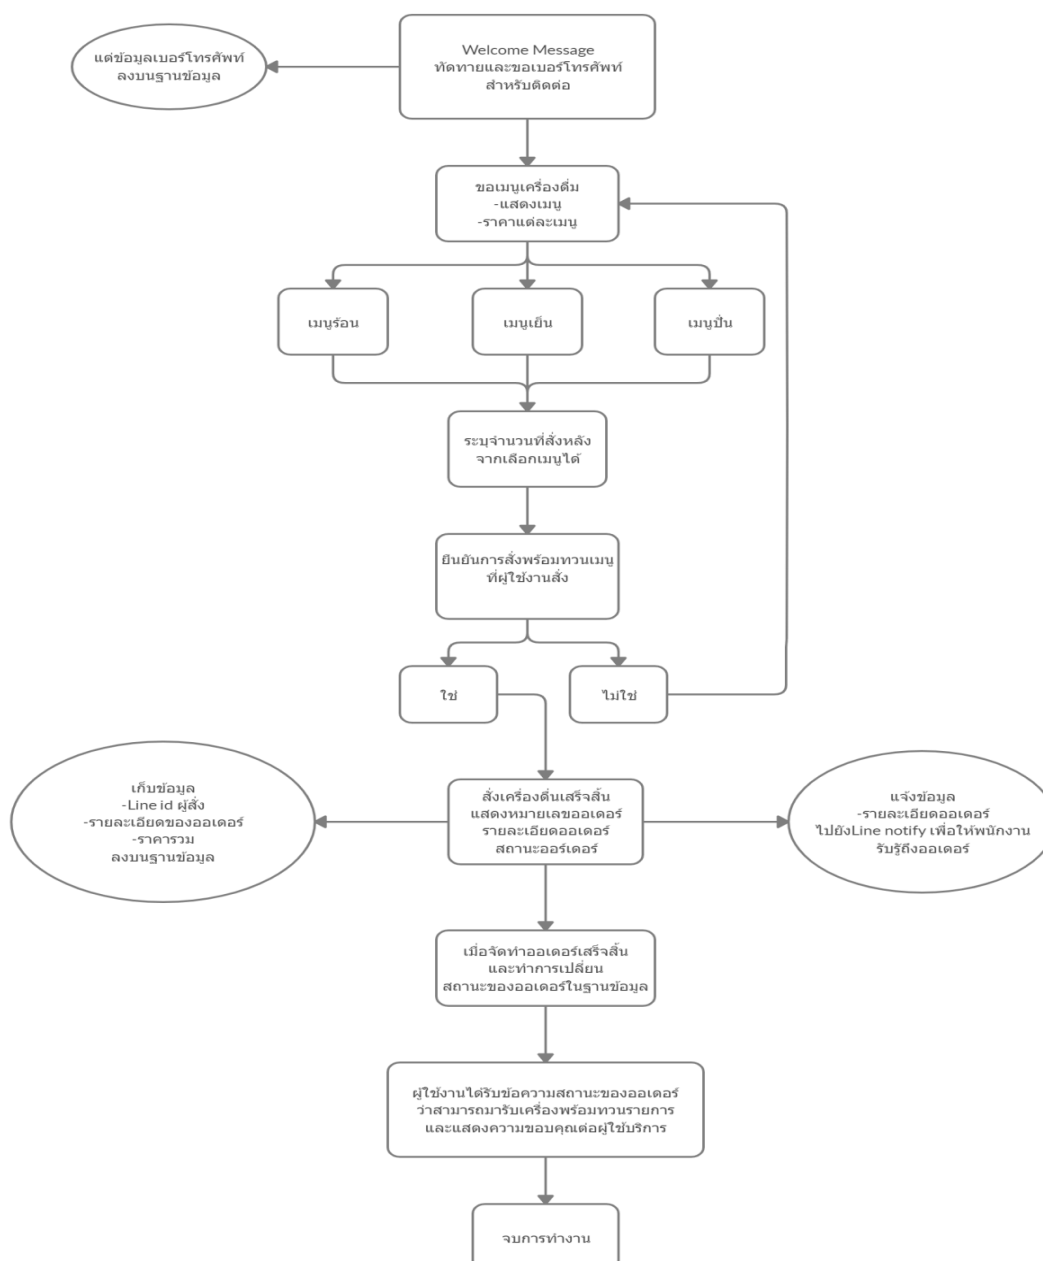 Welcome Message
ทัดทายและขอเบอร์โทรศัพท์
สำหรับติดต่อ
แต่ข้อมูลเบอร์โทรศัพท์
ลงบนฐานข้อมูล
ขอเมนูเครื่องดื่ม
-แสดงเมนู
-ราคาแต่ละเมนู
เมนูร้อน
เมนูเย็น
เมนูปั่น
ระบุจำนวนที่สั่งหลัง
จากเลือกเมนูได้
ยืนยันการสั่งพร้อมทวนเมนู
ที่ผู้ใช้งานสั่ง
ใช่
ไม่ใช่
เก็บข้อมูล
-Line id ผู้สั่ง
-รายละเอียดของออเดอร์
-ราคารวม
ลงบนฐานข้อมูล
สั่งเครื่องดื่นเสร็จสิ้น
แสดงหมายเลขออเดอร์
รายละเอียดออเดอร์
สถานะออร์เดอร์
แจ้งข้อมูล
-รายละเอียดออเดอร์
ไปยังLine notify เพื่อให้พนักงาน
รับรู้ถึงออเดอร์
เมื่อจัดทำออเดอร์เสร็จสิ้น
และทำการเปลี่ยน
สถานะของออเดอร์ในฐานข้อมูล
ผู้ใช้งานได้รับข้อความสถานะของออเดอร์
ว่าสามารถมารับเครื่องพร้อมทวนรายการ
และแสดงความขอบคุณต่อผู้ใช้บริการ
จบการทำงาน